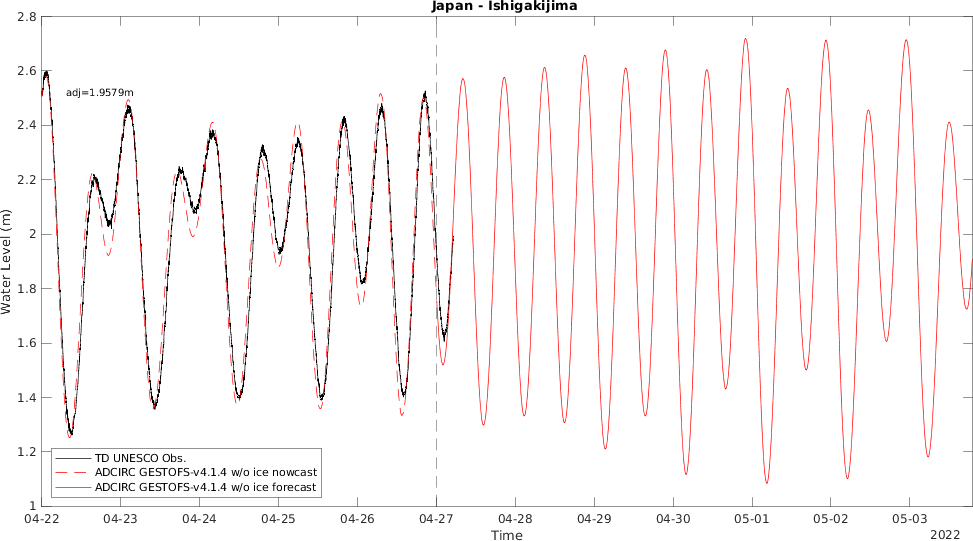 Japan - Ishigakijima
2.8
2.6
2.4
2.2
2
1.8
1.6
1.4
1.2
1
Water Level (m)
adj=1.9579m
TD UNESCO Obs.
ADCIRC GESTOFS-v4.1.4 w/o ice nowcast
ADCIRC GESTOFS-v4.1.4 w/o ice forecast
04-22 04-23 04-24 04-25 04-26 04-27 04-28 04-29 04-30 05-01 05-02 05-03
Time
2022